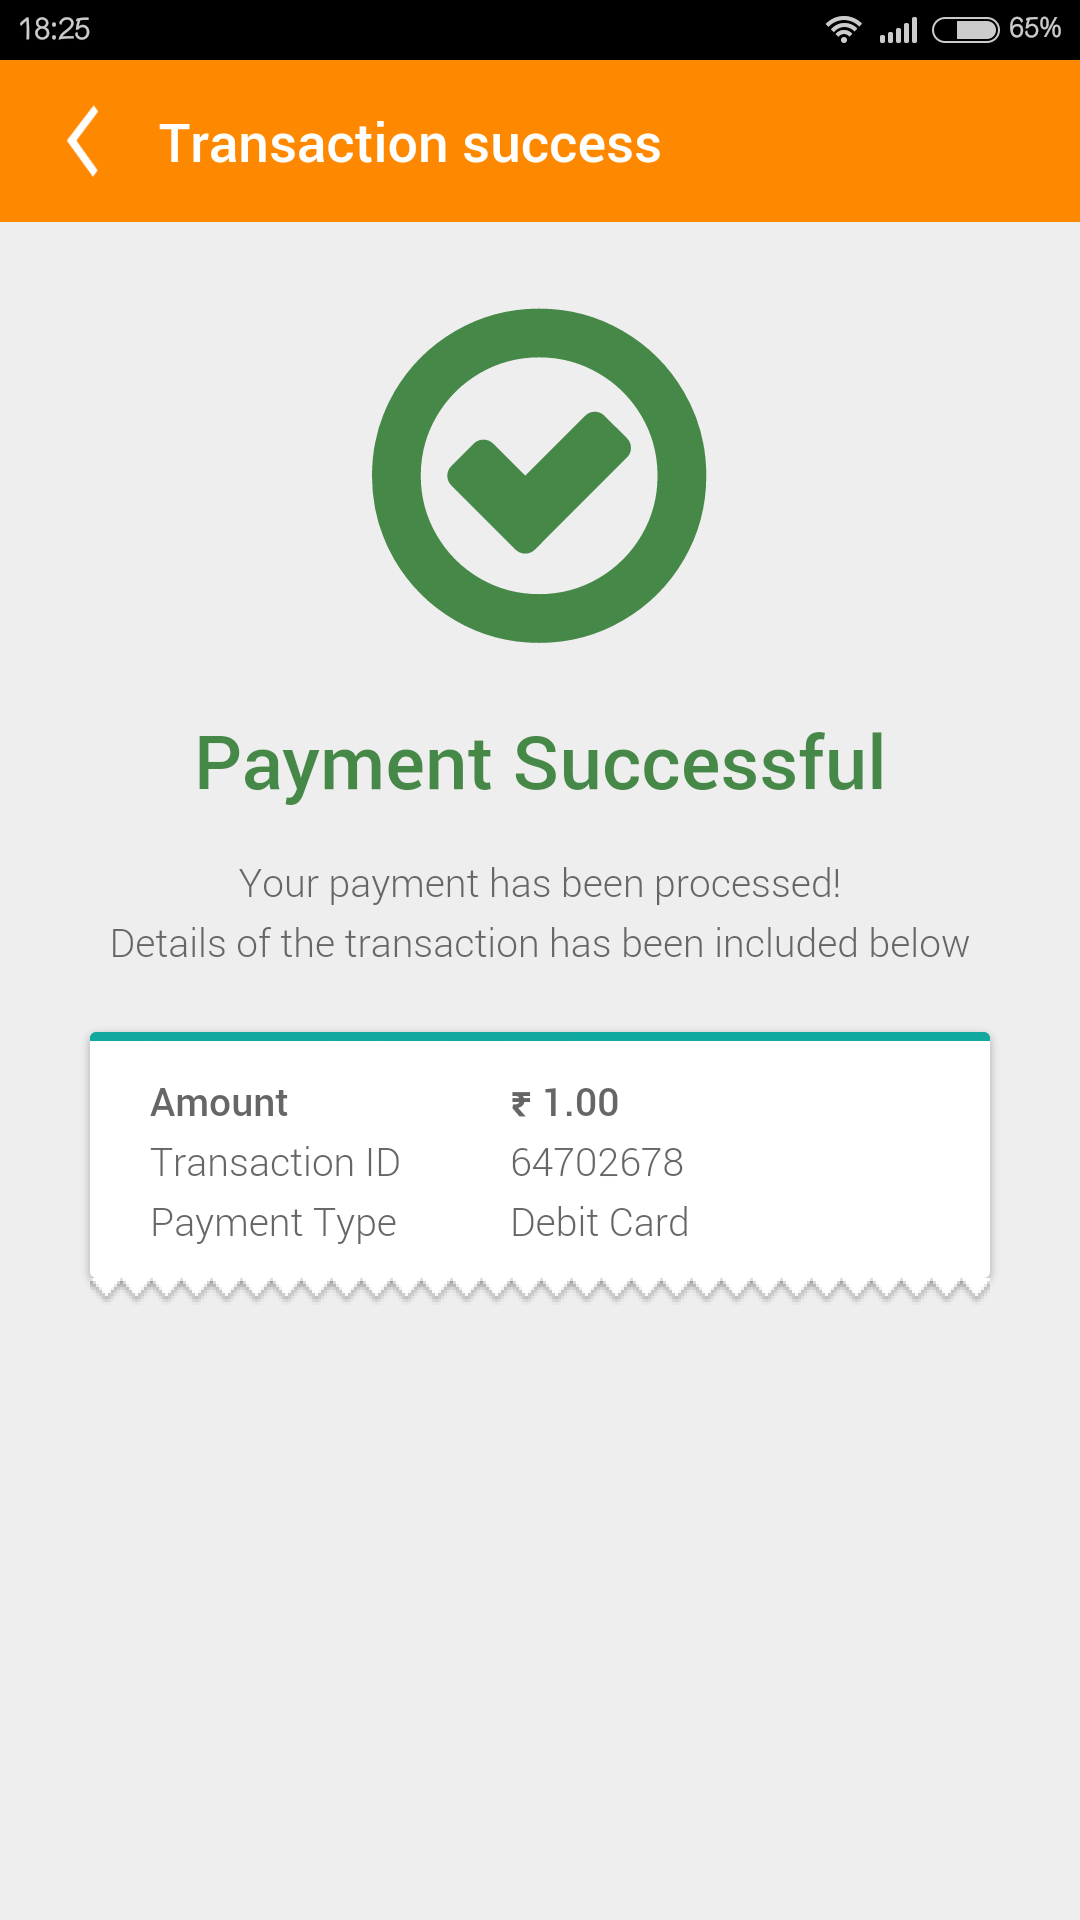 18:25 65%
Transaction success
Payment Successful
Your payment has been processed!
Details of the transaction has been included below
Amount ₹ 1.00
Transaction ID 64702678
Payment Type Debit Card